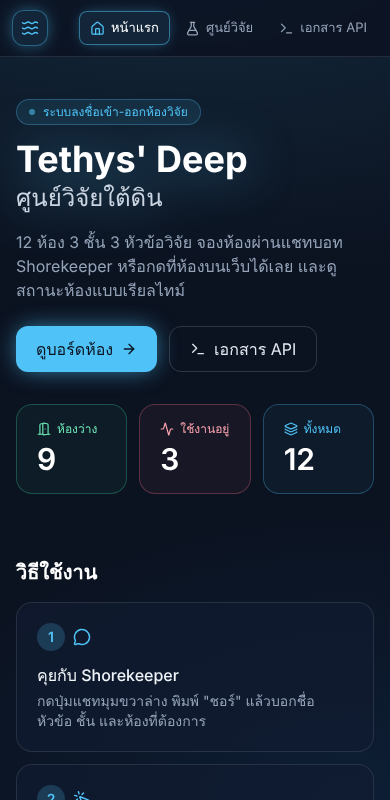 หน้าแรก
ศูนย์วิจัย
เอกสาร API
ระบบลงชื่อเข้า-ออกห้องวิจัย
Tethys' Deep
ศูนย์วิจัยใต้ดิน
12 ห้อง 3 ชั้น 3 หัวข้อวิจัย จองห้องผ่านแชทบอท
Shorekeeper หรือกดที่ห้องบนเว็บได้เลย และดู
สถานะห้องแบบเรียลไทม์
ดูบอร์ดห้อง
เอกสาร API
ห้องว่าง
9
ใช้งานอยู่
3
ทั้งหมด
12
วิธีใช้งาน
1
คุยกับ Shorekeeper
กดปุ่มแชทมุมขวาล่าง พิมพ์ "ชอร์" แล้วบอกชื่อ
หัวข้อ ชั้น และห้องที่ต้องการ
2